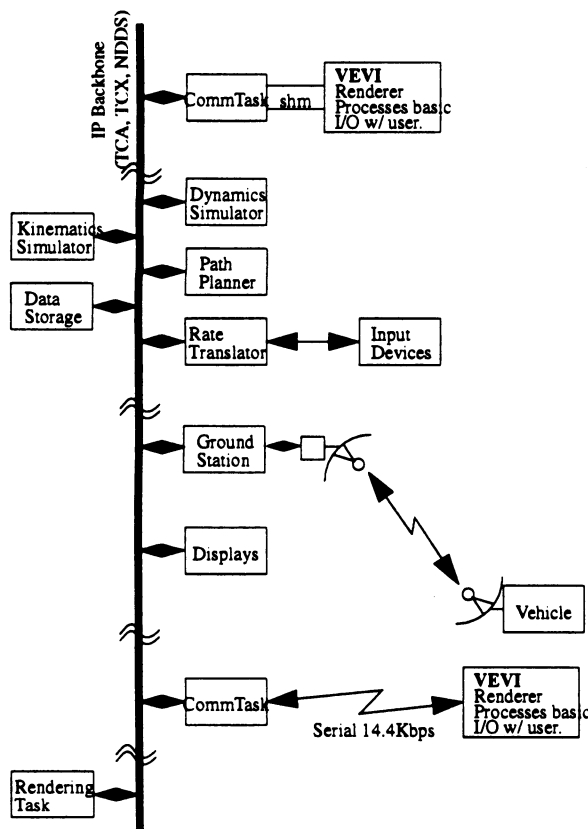 IP Backbone
(TCA, TCX, NDDS)
CommTask
shm
VEVI
Renderer
Processes basic
I/O w/ user.
Dynamics
Simulator
Kinematics
Simulator
Path
Planner
Data
Storage
Rate
Translator
Input
Devices
Ground
Station
Displays
Vehicle
CommTask
Serial 14.4Kbps
VEVI
Renderer
Processes basic
I/O w/ user.
Rendering
Task